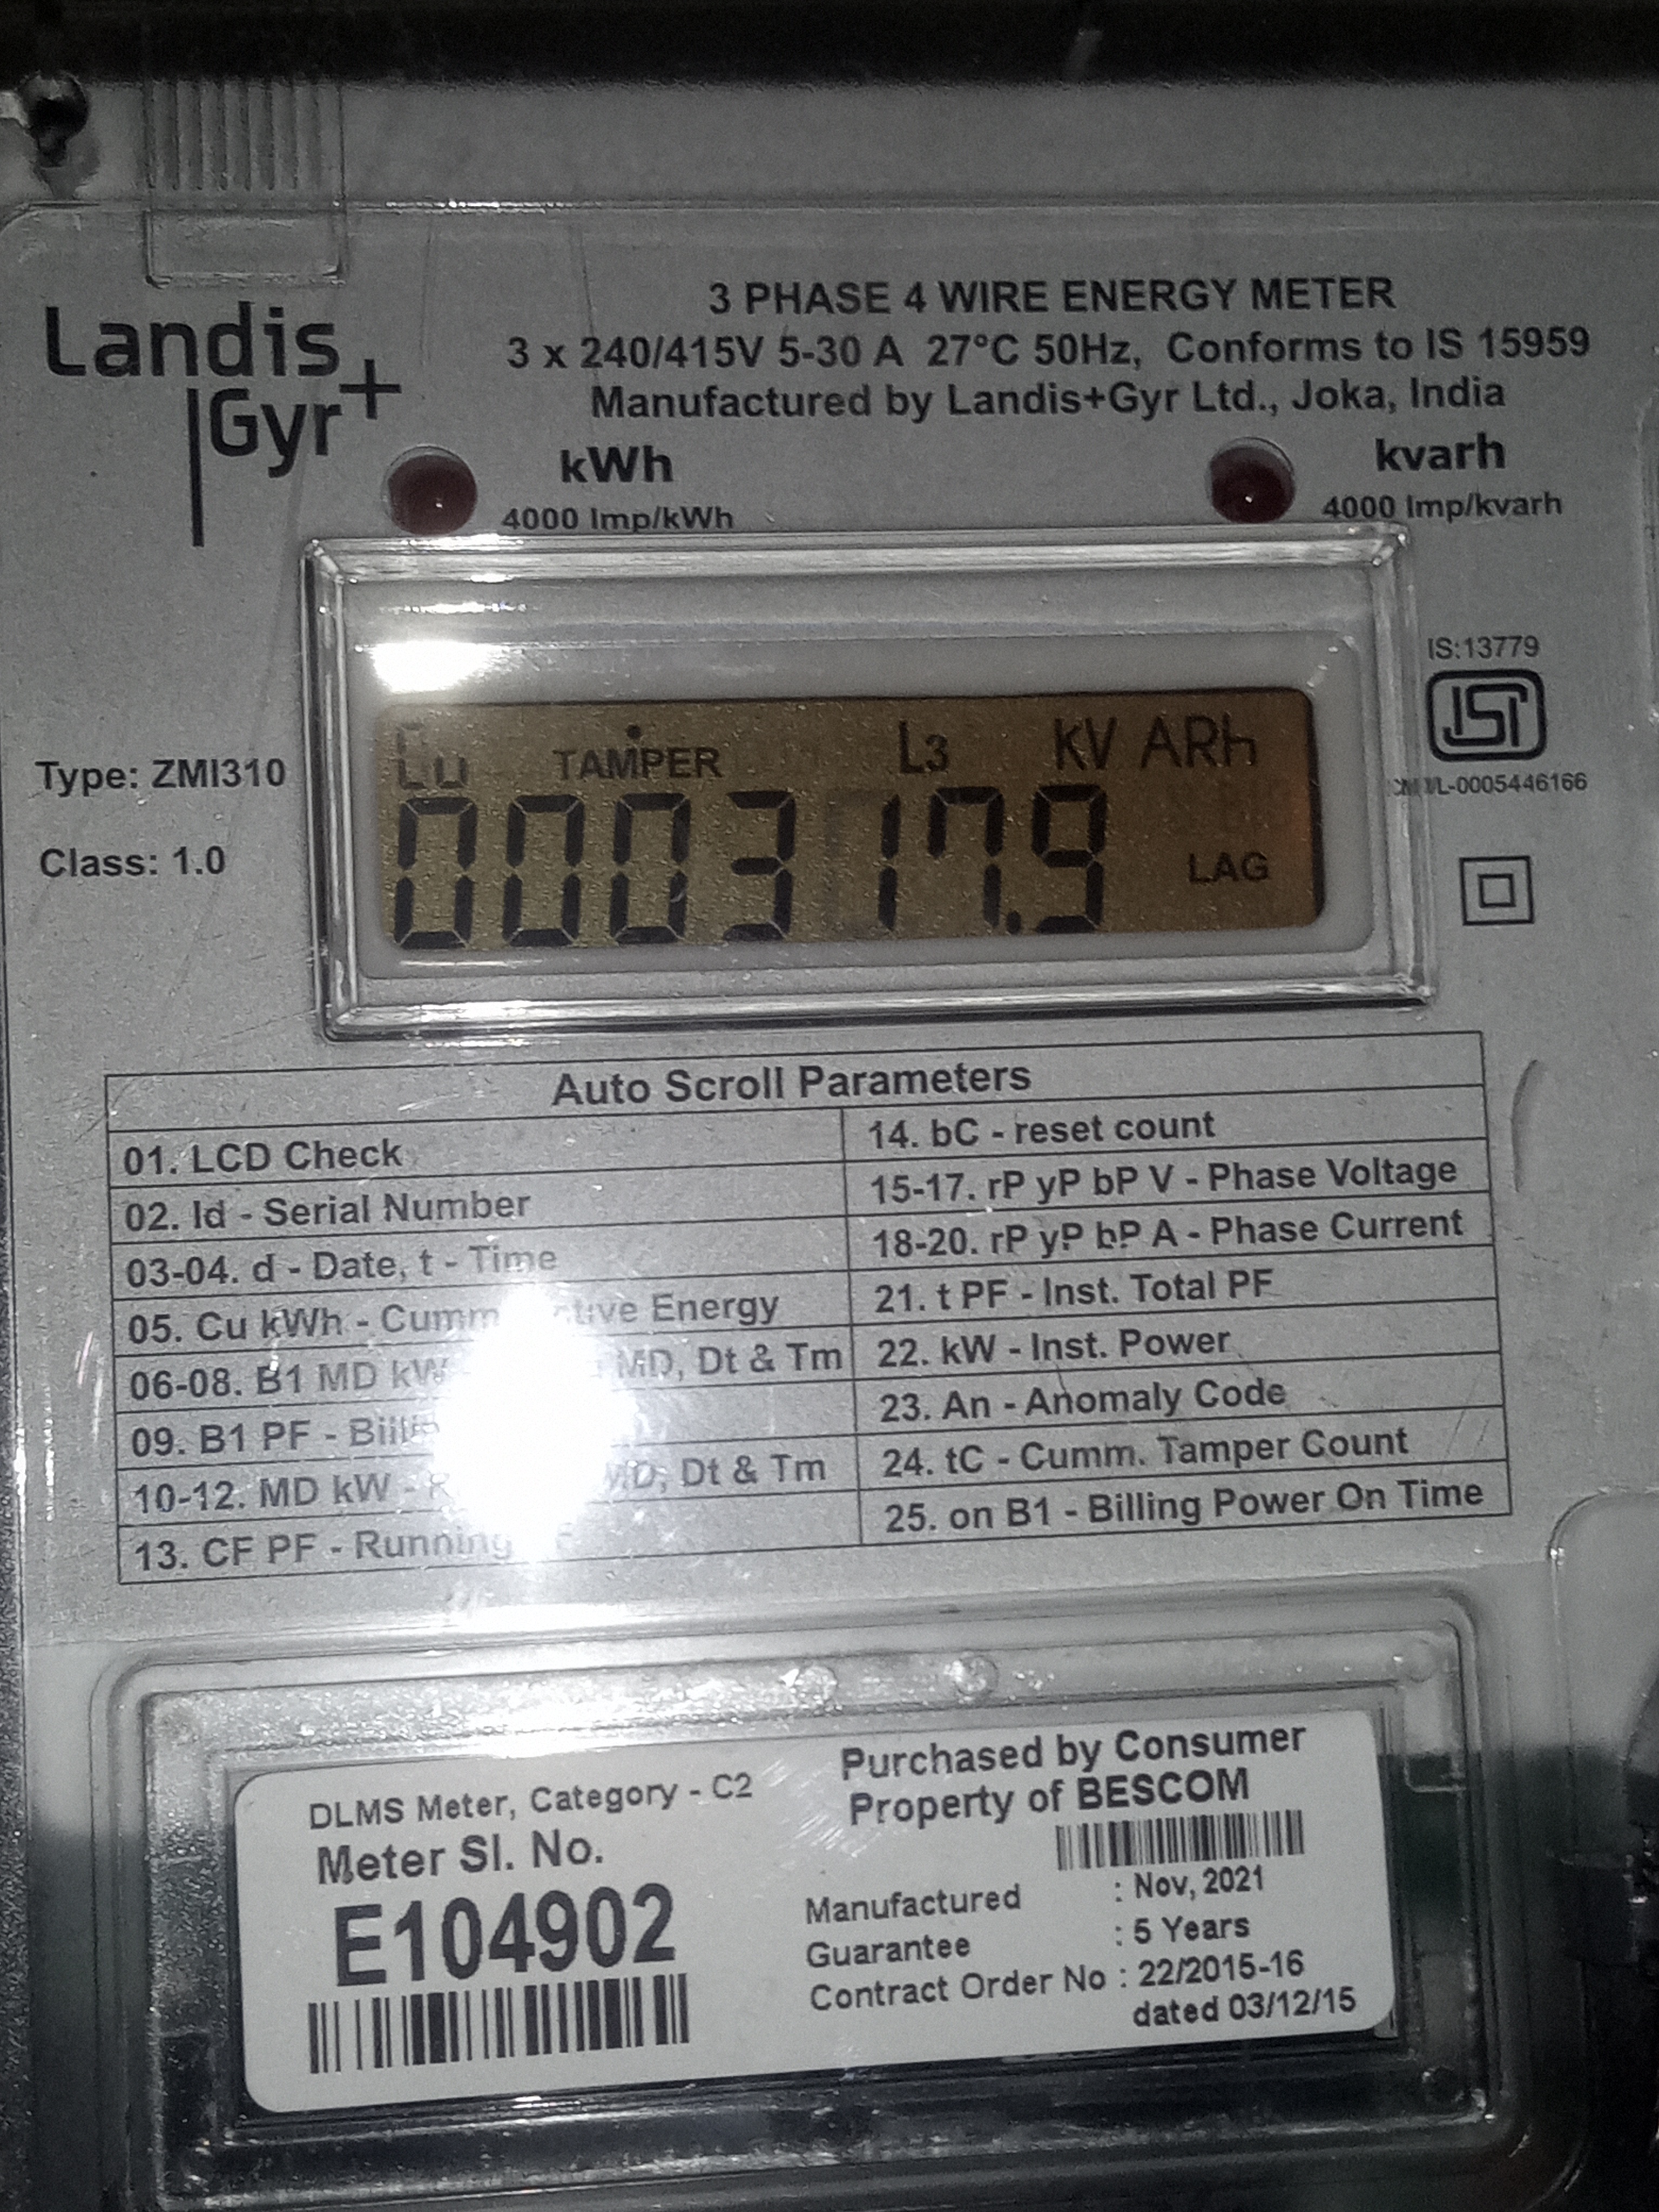 Landis
Gyr+
3 PHASE 4 WIRE ENERGY METER
3 x 240/415V 5-30 A 27°C 50Hz, Conforms to IS 15959
Manufactured by Landis+Gyr Ltd., Joka, India
kWh
4000 Imp/kWh
kvarh
4000 Imp/kvarh
IS:13779
ISI
CM/L-0005446166
Type: ZMI310
Class: 1.0
Cu TAMPER L3 KV ARh
000317.9 LAG
Auto Scroll Parameters
01. LCD Check
02. Id - Serial Number
03-04. d - Date, t - Time
05. Cu kWh - Cumm Energy
06-08. B1 MD kW MD, Dt & Tm
09. B1 PF -
10-12. MD kW - MD, Dt & Tm
13. CF PF - Running
14. bC - reset count
15-17. rP yP bP V - Phase Voltage
18-20. rP yP bP A - Phase Current
21. t PF - Inst. Total PF
22. kW - Inst. Power
23. An - Anomaly Code
24. tC - Cumm. Tamper Count
25. on B1 - Billing Power On Time
DLMS Meter, Category - C2
Meter Sl. No.
E104902
Purchased by Consumer
Property of BESCOM
Manufactured : Nov, 2021
Guarantee : 5 Years
Contract Order No : 22/2015-16
dated 03/12/15